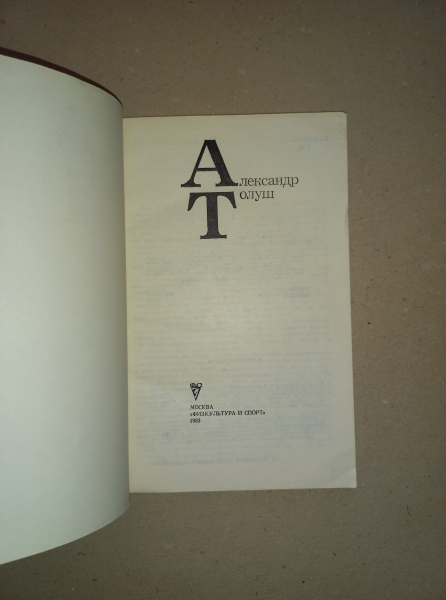 Александр
Толуш
МОСКВА
«ФИЗКУЛЬТУРА И СПОРТ»
1983